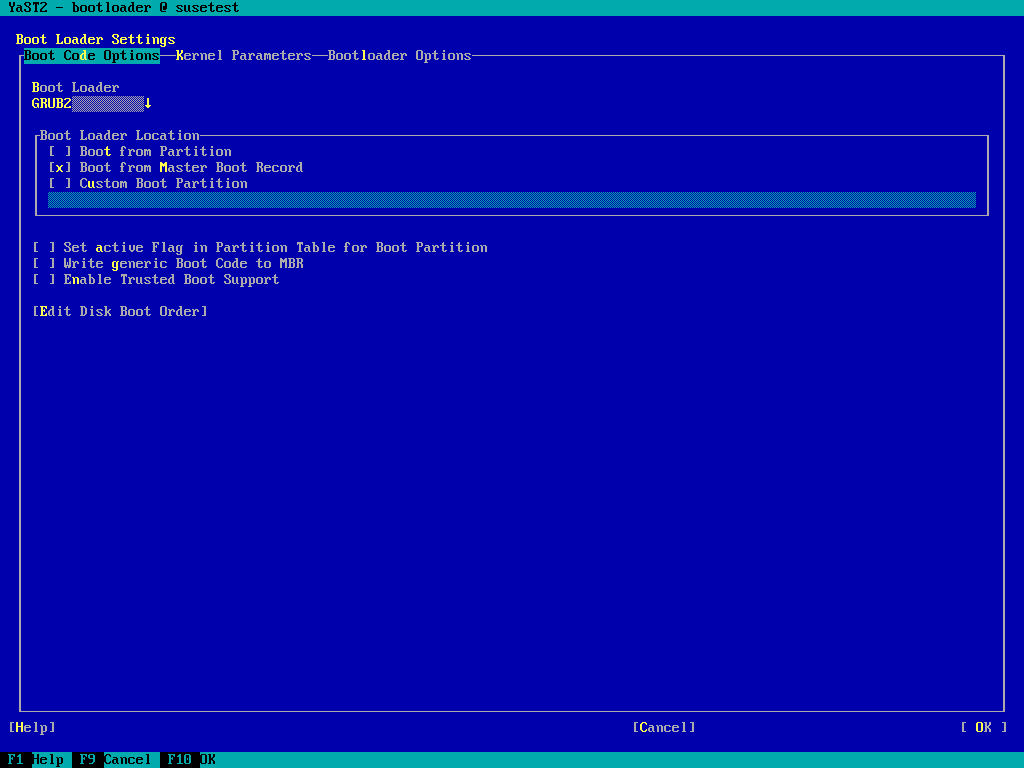 YaST2 - bootloader @ susetest
Boot Loader Settings
Boot Code Options Kernel Parameters Bootloader Options
Boot Loader
GRUB2 ↓
Boot Loader Location
[ ] Boot from Partition
[x] Boot from Master Boot Record
[ ] Custom Boot Partition
[ ] Set active Flag in Partition Table for Boot Partition
[ ] Write generic Boot Code to MBR
[ ] Enable Trusted Boot Support
[Edit Disk Boot Order]
[Help] [Cancel] [ OK ]
F1 Help F9 Cancel F10 OK